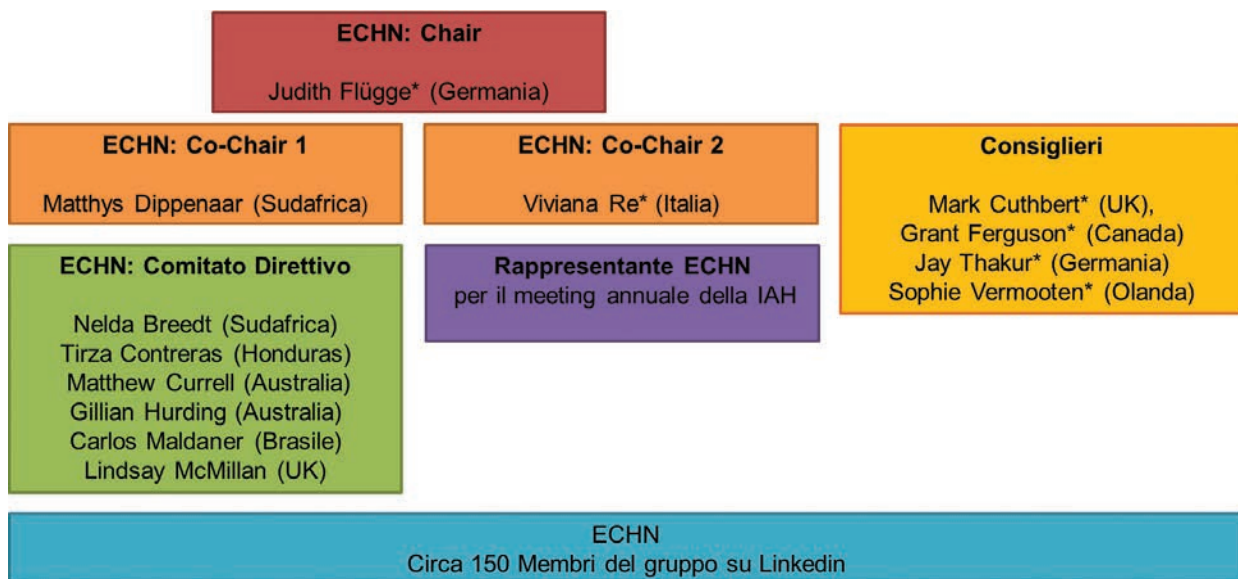 ECHN: Chair
Judith Flügge* (Germania)
ECHN: Co-Chair 1
Matthys Dippenaar (Sudafrica)
ECHN: Co-Chair 2
Viviana Re* (Italia)
Consiglieri
Mark Cuthbert* (UK),
Grant Ferguson* (Canada)
Jay Thakur* (Germania)
Sophie Vermooten* (Olanda)
ECHN: Comitato Direttivo
Nelda Breedt (Sudafrica)
Tirza Contreras (Honduras)
Matthew Currell (Australia)
Gillian Hurding (Australia)
Carlos Maldaner (Brasile)
Lindsay McMillan (UK)
Rappresentante ECHN
per il meeting annuale della IAH
ECHN
Circa 150 Membri del gruppo su Linkedin